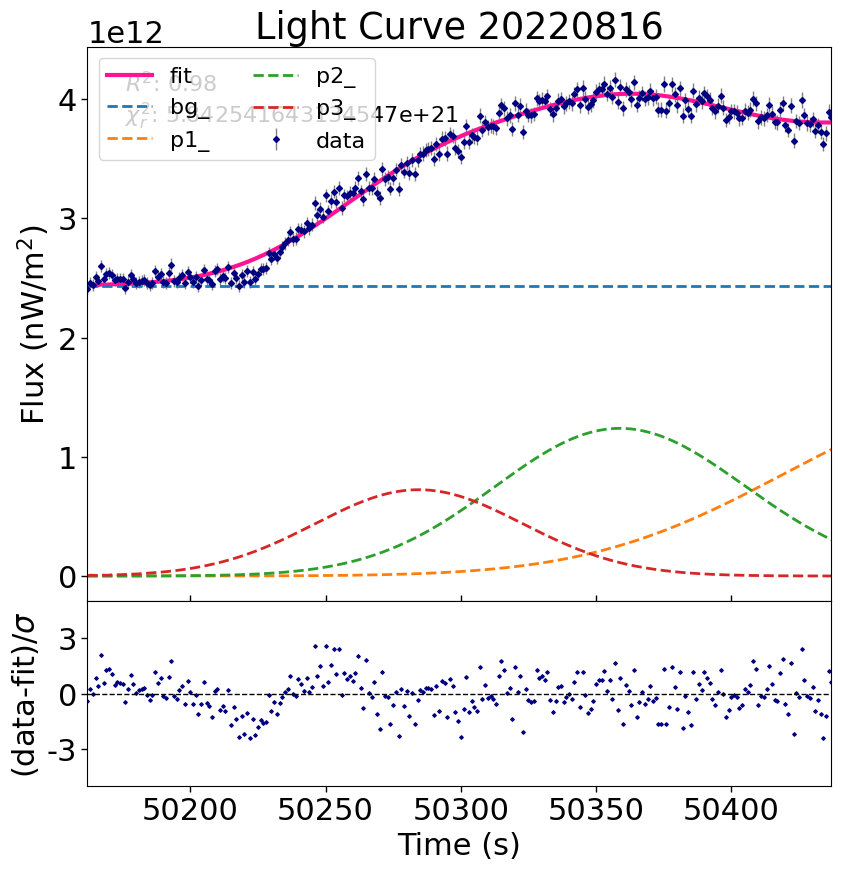 Light Curve 20220816
1e12
fit
bg_
p1_
p2_
p3_
data
R²: 0.98
4
3
2
1
0
Flux (nW/m²)
3
0
-3
(data-fit)/σ
50200 50250 50300 50350 50400
Time (s)